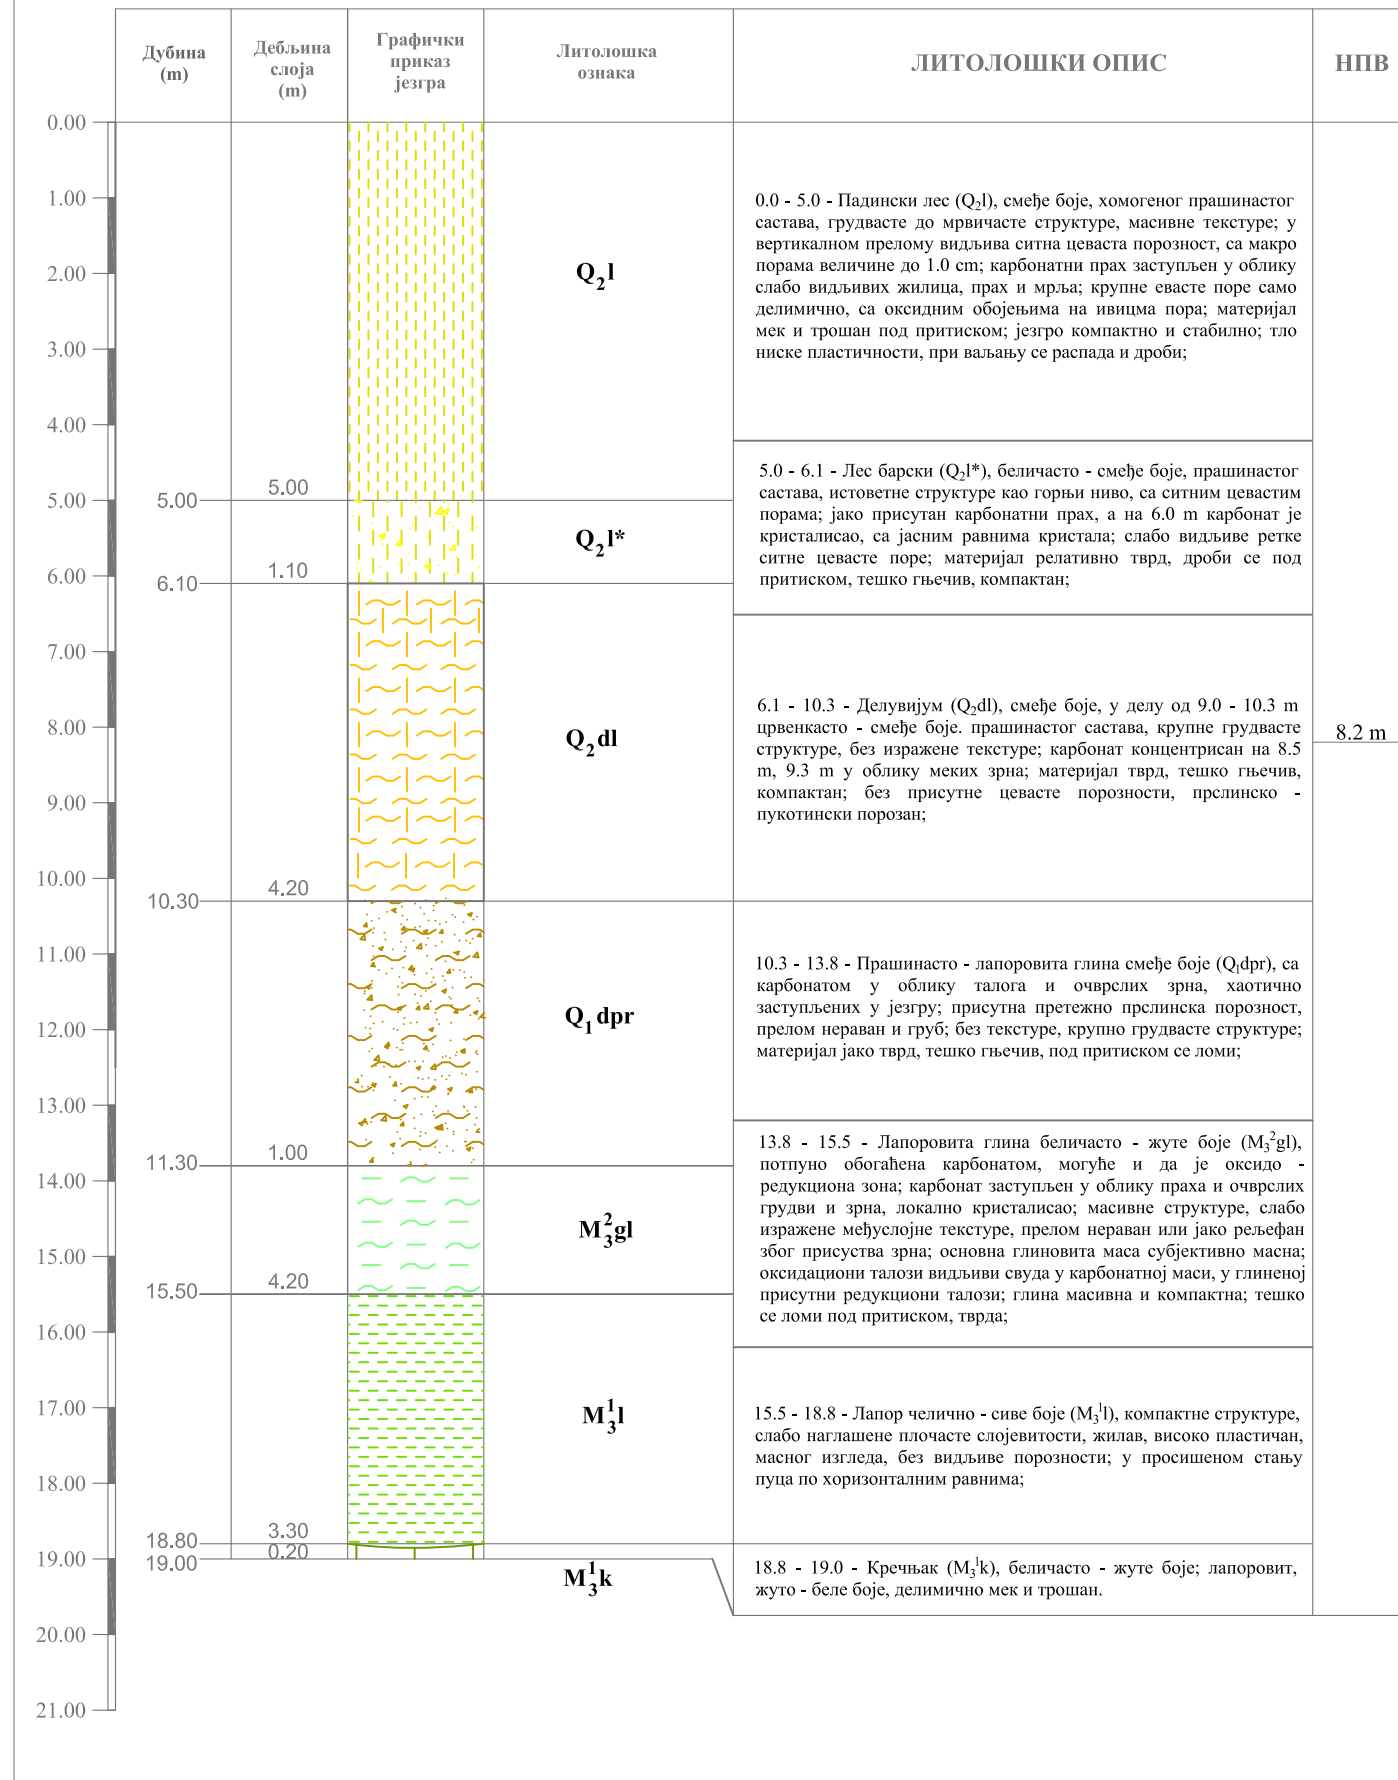 Дубина
(m)
Дебљина
слоја
(m)
Графички
приказ
језгра
Литолошка
ознака
ЛИТОЛОШКИ ОПИС
НПВ
0.00
1.00
2.00
3.00
4.00
5.00
6.00
7.00
8.00
9.00
10.00
11.00
12.00
13.00
14.00
15.00
16.00
17.00
18.00
19.00
20.00
21.00
5.00
6.10
10.30
11.30
15.50
18.80
19.00
5.00
1.10
4.20
1.00
4.20
3.30
0.20
Q₂l
Q₂l*
Q₂dl
Q₁dpr
M₃²gl
M₃¹l
M₃¹k
0.0 - 5.0 - Падински лес (Q₂l), смеђе боје, хомогеног прашинастог
састава, грудвасте до мрвичасте структуре, масивне текстуре; у
вертикалном прелому видљива ситна цеваста порозност, са макро
порама величине до 1.0 cm; карбонатни прах заступљен у облику
слабо видљивих жилица, прах и мрља; крупне евасте поре само
делимично, са оксидним обојењима на ивицма пора; материјал
мек и трошан под притиском; језгро компактно и стабилно; тло
ниске пластичности, при ваљању се распада и дроби;
5.0 - 6.1 - Лес барски (Q₂l*), беличасто - смеђе боје, прашинастог
састава, истоветне структуре као горњи ниво, са ситним цевастим
порама; јако присутан карбонатни прах, а на 6.0 m карбонат је
кристалисао, са јасним равнима кристала; слабо видљиве ретке
ситне цевасте поре; материјал релативно тврд, дроби се под
притиском, тешко гњечив, компактан;
6.1 - 10.3 - Делувијум (Q₂dl), смеђе боје, у делу од 9.0 - 10.3 m
црвенкасто - смеђе боје. прашинастог састава, крупне грудвасте
структуре, без изражене текстуре; карбонат концентрисан на 8.5
m, 9.3 m у облику меких зрна; материјал тврд, тешко гњечив,
компактан; без присутне цевасте порозности, прслинско -
пукотински порозан;
8.2 m
10.3 - 13.8 - Прашинасто - лапоровита глина смеђе боје (Q₁dpr), са
карбонатом у облику талога и очврслих зрна, хаотично
заступљених у језгру; присутна претежно прслинска порозност,
прелом нераван и груб; без текстуре, крупно грудвасте структуре;
материјал јако тврд, тешко гњечив, под притиском се ломи;
13.8 - 15.5 - Лапоровита глина беличасто - жуте боје (M₃²gl),
потпуно обогаћена карбонатом, могуће и да је оксидо -
редукциона зона; карбонат заступљен у облику праха и очврслих
грудви и зрна, локално кристалисао; масивне структуре, слабо
изражене међуслојне текстуре, прелом нераван или јако рељефан
због присуства зрна; основна глиновита маса субјективно масна;
оксидациони талози видљиви свуда у карбонатној маси, у глиненој
присутни редукциони талози; глина масивна и компактна; тешко
се ломи под притиском, тврда;
15.5 - 18.8 - Лапор челично - сиве боје (M₃¹l), компактне структуре,
слабо наглашене плочасте слојевитости, жилав, високо пластичан,
масног изгледа, без видљиве порозности; у просишеном стању
пуца по хоризонталним равнима;
18.8 - 19.0 - Кречњак (M₃¹k), беличасто - жуте боје; лапоровит,
жуто - беле боје, делимично мек и трошан.